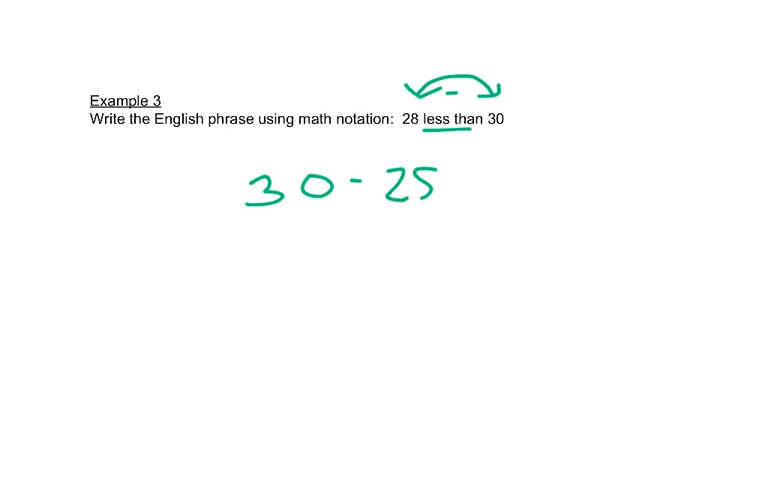 Example 3
Write the English phrase using math notation: 28 less than 30
30 - 25